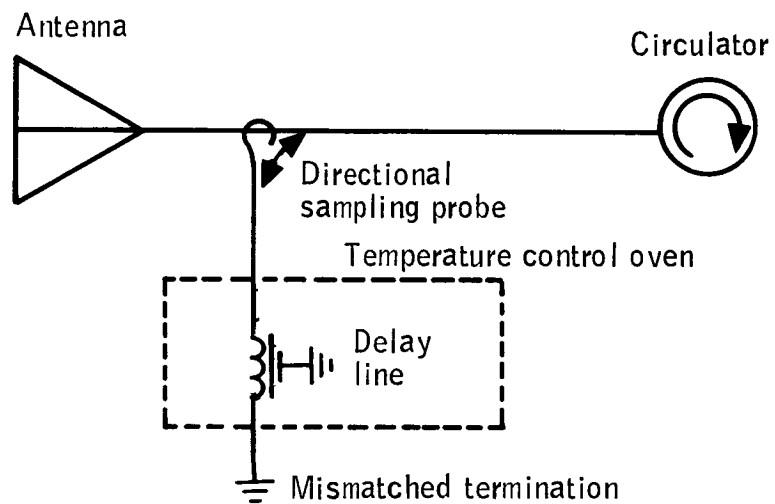 Antenna
Circulator
Directional
sampling probe
Temperature control oven
Delay
line
Mismatched termination